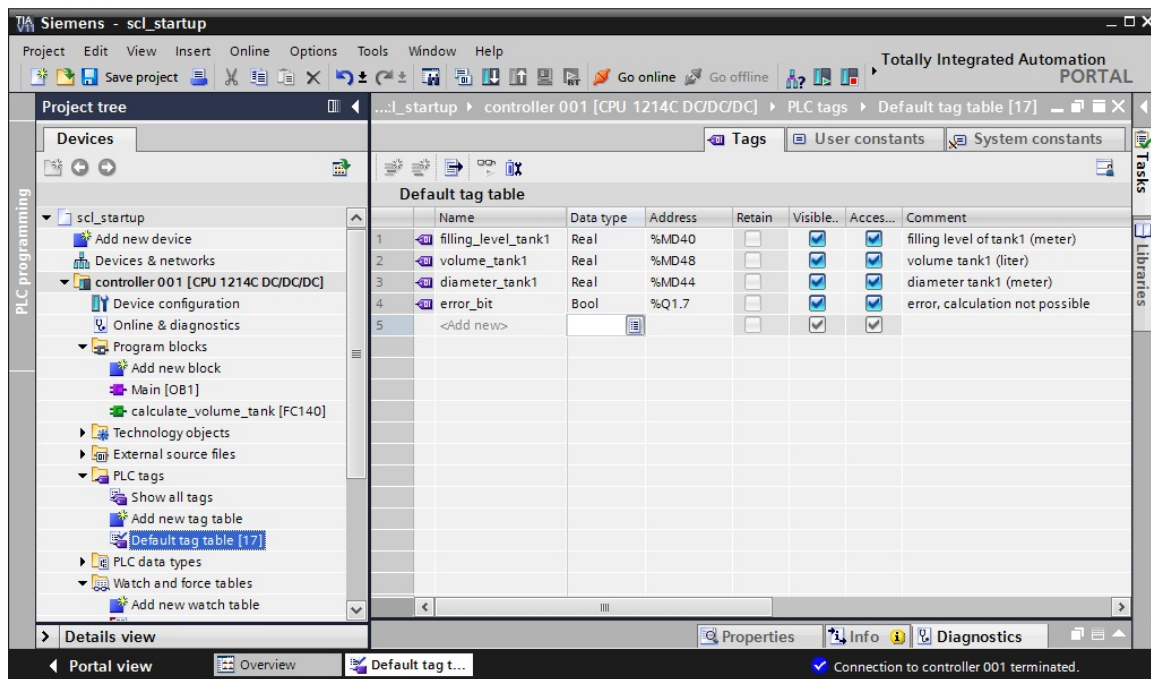 Siemens - scl_startup
Project Edit View Insert Online Options Tools Window Help
Totally Integrated Automation
PORTAL
Save project Go online Go offline
Project tree
...:l_startup controller 001 [CPU 1214C DC/DC/DC] PLC tags Default tag table [17]
Devices
Tags User constants System constants
Default tag table
Name Data type Address Retain Visible.. Acces... Comment
1 filling_level_tank1 Real %MD40 filling level of tank1 (meter)
2 volume_tank1 Real %MD48 volume tank1 (liter)
3 diameter_tank1 Real %MD44 diameter tank1 (meter)
4 error_bit Bool %Q1.7 error, calculation not possible
5 <Add new>
scl_startup
Add new device
Devices & networks
controller 001 [CPU 1214C DC/DC/DC]
Device configuration
Online & diagnostics
Program blocks
Add new block
Main [OB1]
calculate_volume_tank [FC140]
Technology objects
External source files
PLC tags
Show all tags
Add new tag table
Default tag table [17]
PLC data types
Watch and force tables
Add new watch table
PLC programming
Tasks
Libraries
Details view
Properties Info Diagnostics
Portal view Overview Default tag t...
Connection to controller 001 terminated.